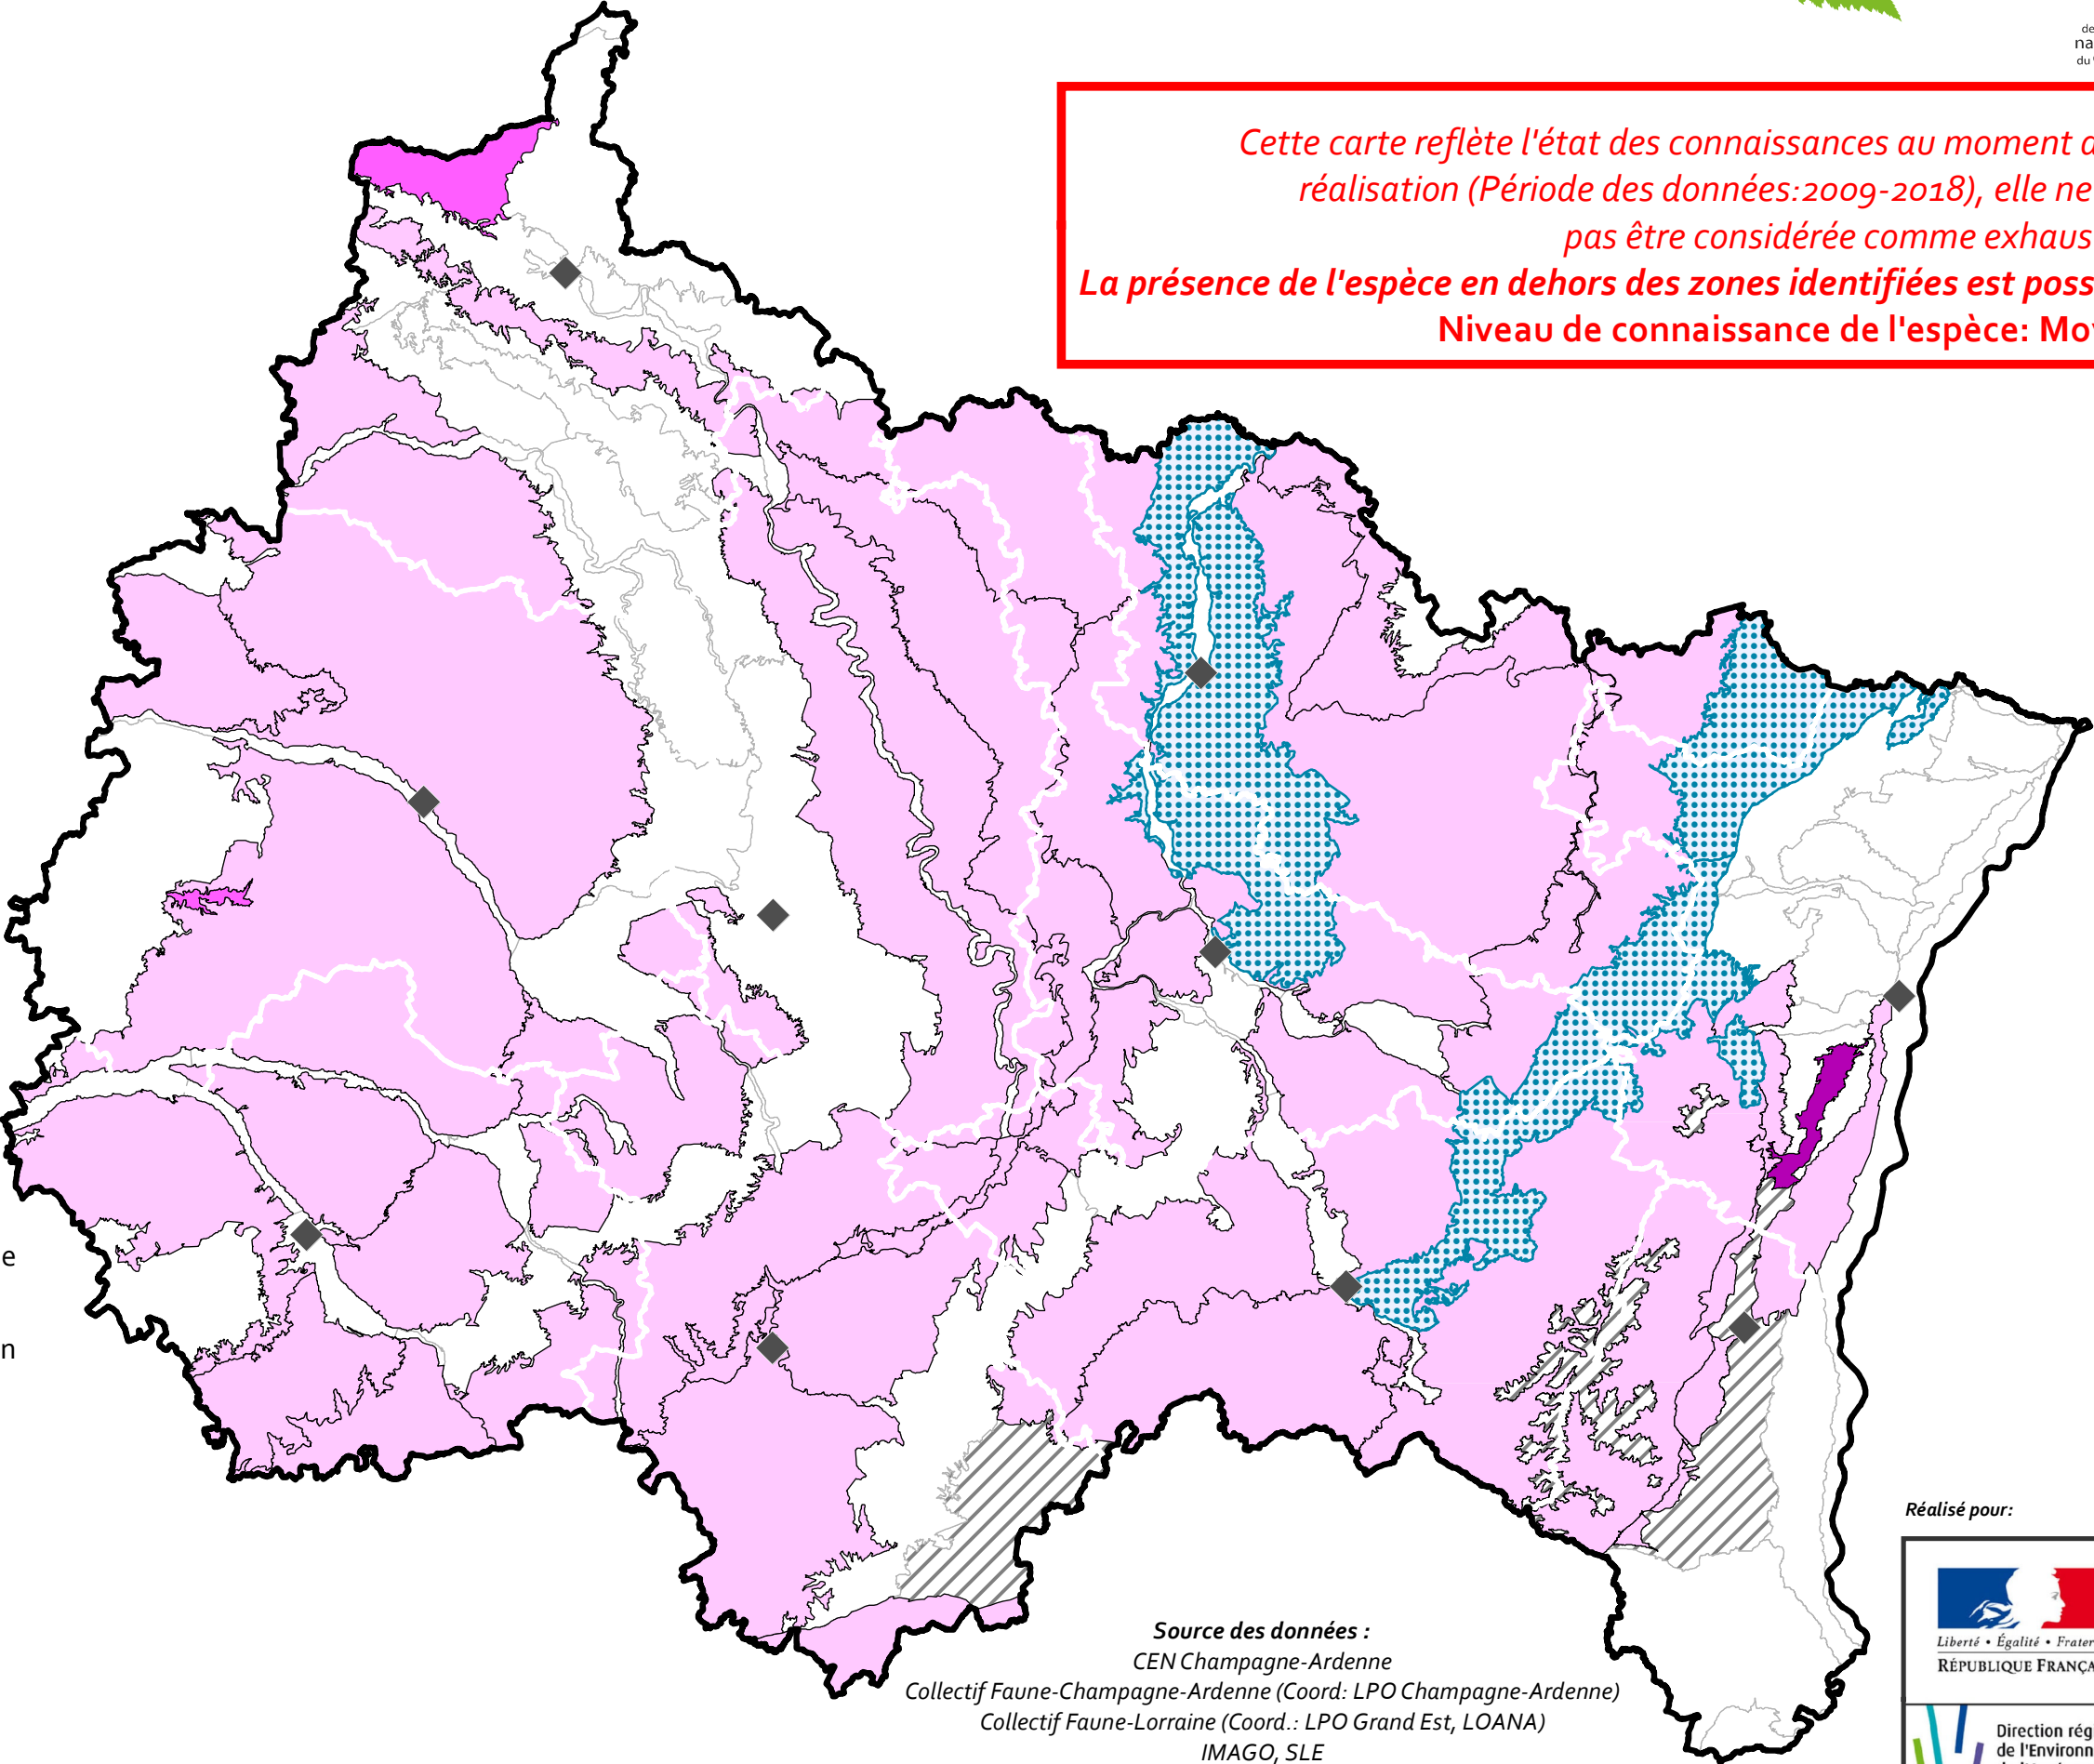 de
na
du
Cette carte reflète l'état des connaissances au moment d
réalisation (Période des données:2009-2018), elle ne
pas être considérée comme exhaus
La présence de l'espèce en dehors des zones identifiées est poss
Niveau de connaissance de l'espèce: Mo
e
n
Réalisé pour:
Liberté • Égalité • Frater
RÉPUBLIQUE FRANÇA
Direction rég
de l'Environn
Source des données :
CEN Champagne-Ardenne
Collectif Faune-Champagne-Ardenne (Coord: LPO Champagne-Ardenne)
Collectif Faune-Lorraine (Coord.: LPO Grand Est, LOANA)
IMAGO, SLE